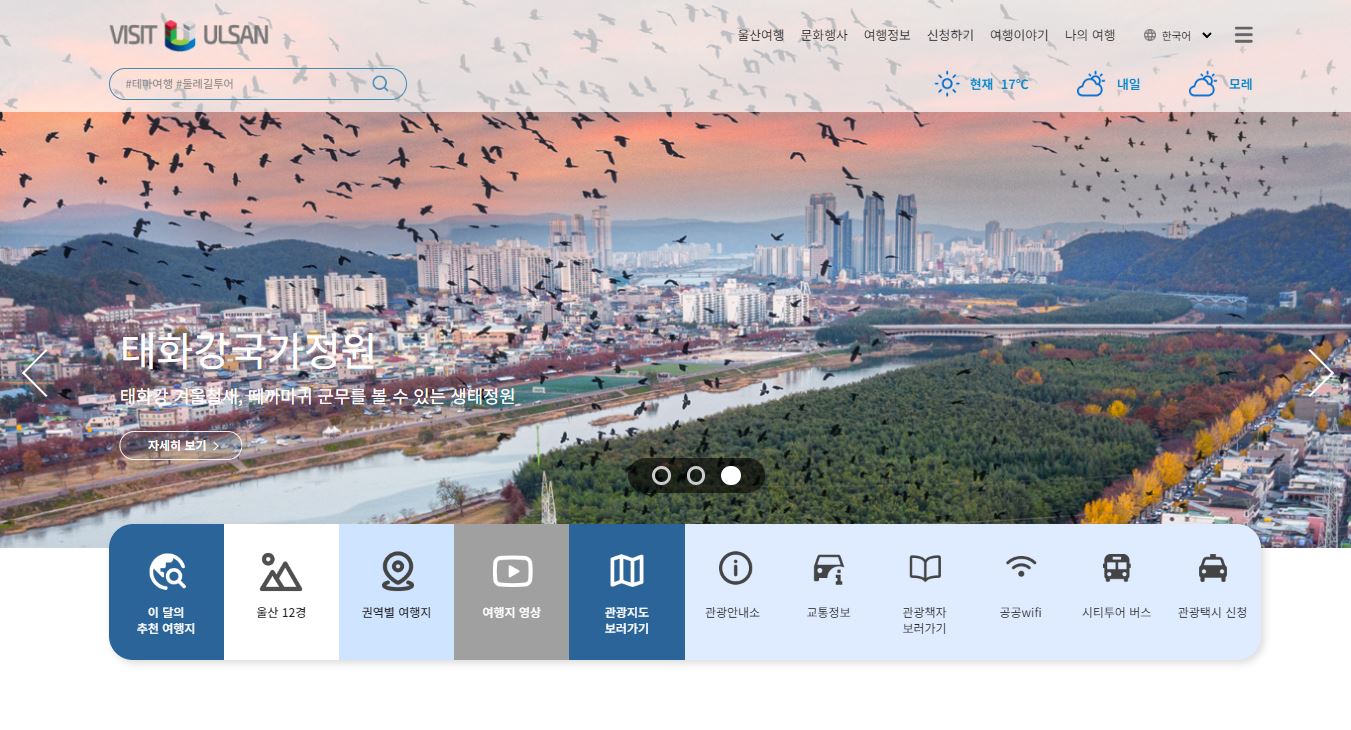 VISIT ULSAN
울산여행 문화행사 여행정보 신청하기 여행이야기 나의 여행 한국어
#테마여행 #둘레길투어
현재 17℃ 내일 모레
태화강국가정원
태화강 겨울철새, 떼까마귀 군무를 볼 수 있는 생태정원
자세히 보기
이 달의
추천 여행지
울산 12경
권역별 여행지
여행지 영상
관광지도
보러가기
관광안내소
교통정보
관광책자
보러가기
공공wifi
시티투어 버스
관광택시 신청